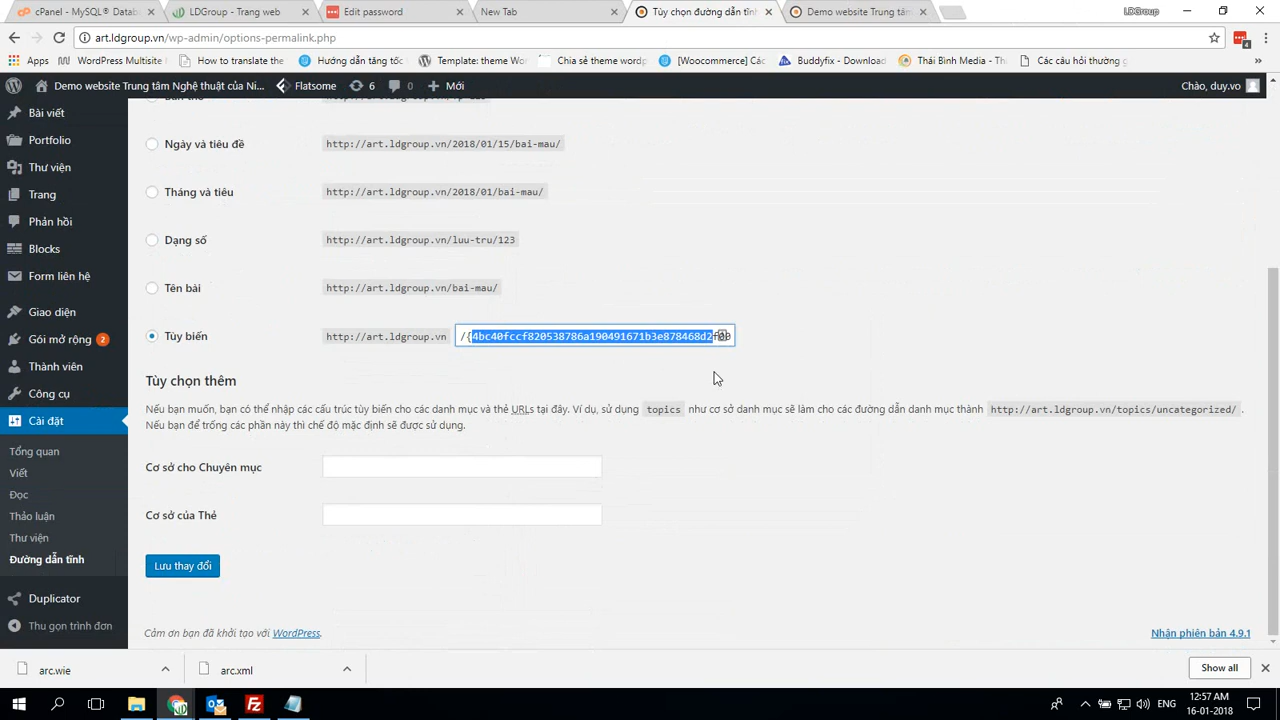 cPanel - MySQL® Datab
LDGroup - Trang web
Edit password
New Tab
Tùy chọn đường dẫn tĩn
Demo website Trung tâm
LDGroup
art.ldgroup.vn/wp-admin/options-permalink.php
4
Apps
WordPress Multisite
How to translate the
Hướng dẫn tăng tốc
Template: theme Wor
Chia sẻ theme wordp
[Woocommerce] Các
Buddyfix - Download
Thái Bình Media - Th
Các câu hỏi thường g
»
Demo website Trung tâm Nghệ thuật của Ni...
Flatsome
6
0
Mới
Chào, duy.vo
Bài viết
Portfolio
Thư viện
Trang
Phản hồi
Blocks
Form liên hệ
Giao diện
Gói mở rộng 2
Thành viên
Công cụ
Cài đặt
Tổng quan
Viết
Đọc
Thảo luận
Thư viện
Đường dẫn tĩnh
Duplicator
Thu gọn trình đơn
Ngày và tiêu đề
http://art.ldgroup.vn/2018/01/15/bai-mau/
Tháng và tiêu
http://art.ldgroup.vn/2018/01/bai-mau/
Dạng số
http://art.ldgroup.vn/luu-tru/123
Tên bài
http://art.ldgroup.vn/bai-mau/
Tùy biến
http://art.ldgroup.vn
/{4bc40fccf820538786a190491671b3e878468d2f00
Tùy chọn thêm
Nếu bạn muốn, bạn có thể nhập các cấu trúc tùy biến cho các danh mục và thẻ URLs tại đây. Ví dụ, sử dụng topics như cơ sở danh mục sẽ làm cho các đường dẫn danh mục thành http://art.ldgroup.vn/topics/uncategorized/ .
Nếu bạn để trống các phần này thì chế độ mặc định sẽ được sử dụng.
Cơ sở cho Chuyên mục
Cơ sở của Thẻ
Lưu thay đổi
Cảm ơn bạn đã khởi tạo với WordPress.
Nhận phiên bản 4.9.1
arc.wie
arc.xml
Show all
12:57 AM
16-01-2018